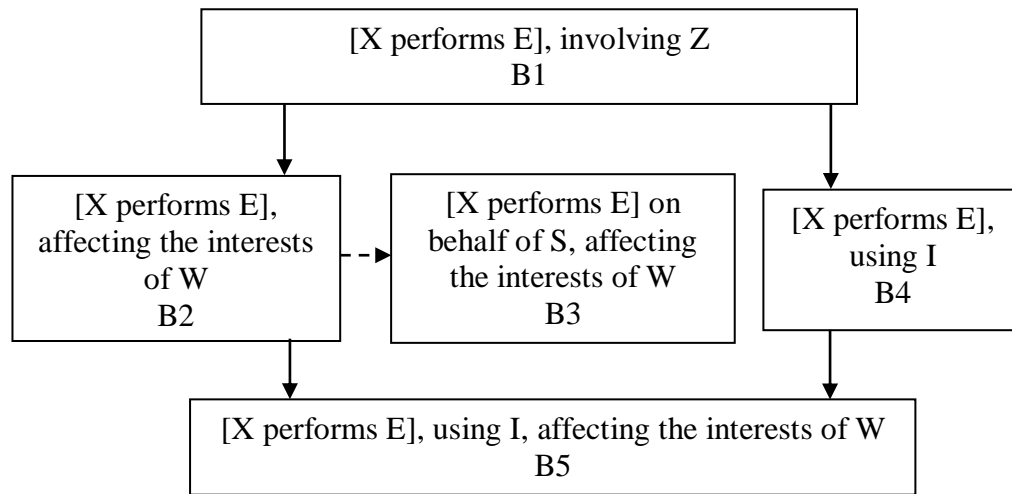 [X performs E], involving Z
B1
[X performs E],
affecting the interests
of W
B2
[X performs E] on
behalf of S, affecting
the interests of W
B3
[X performs E],
using I
B4
[X performs E], using I, affecting the interests of W
B5